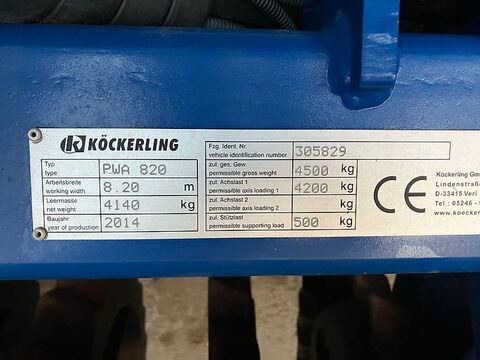 KÖCKERLING
Typ
type
PWA 820
Arbeitsbreite
working width
8.20 m
Leermasse
net weight
4140 kg
Baujahr
year of production
2014
Fzg. Ident. Nr.
vehicle identification number
305829
zul. ges. Gew.
permissible gross weight
4500 kg
zul. Achslast 1
permissible axis loading 1
4200 kg
zul. Achslast 2
permissible axis loading 2
kg
zul. Stützlast
permissible supporting load
500 kg
CE
Köckerling Gm
Lindenstraß
D-33415 Verl
Tel.: 05246 -
www.koecker